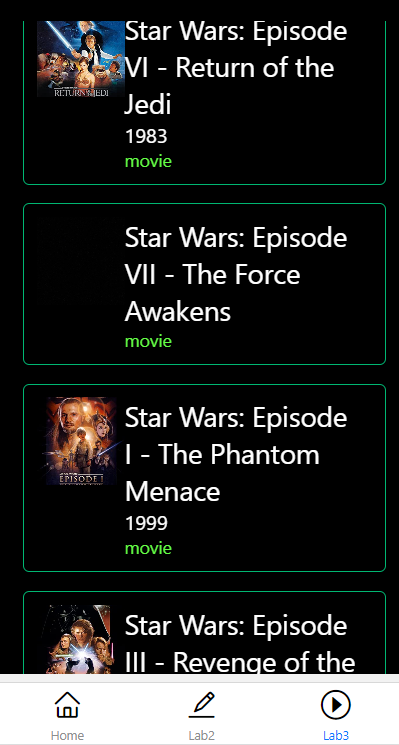 Star Wars: Episode
VI - Return of the
Jedi
1983
movie
RETURN OF THE JEDI
Star Wars: Episode
VII - The Force
Awakens
movie
EPISODE I
Star Wars: Episode
I - The Phantom
Menace
1999
movie
Star Wars: Episode
III - Revenge of the
Home
Lab2
Lab3